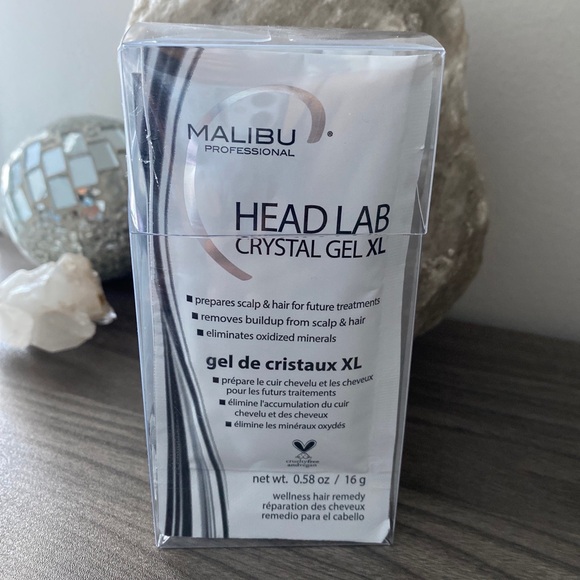 MALIBU ®
PROFESSIONAL
HEAD LAB
CRYSTAL GEL XL
■ prepares scalp & hair for future treatments
■ removes buildup from scalp & hair
■ eliminates oxidized minerals
gel de cristaux XL
■ prépare le cuir chevelu et les cheveux
pour les futurs traitements
■ élimine l'accumulation du cuir
chevelu et des cheveux
■ élimine les minéraux oxydés
crueltyfree
andvegan
net wt. 0.58 oz / 16 g
wellness hair remedy
réparation des cheveux
remedio para el cabello